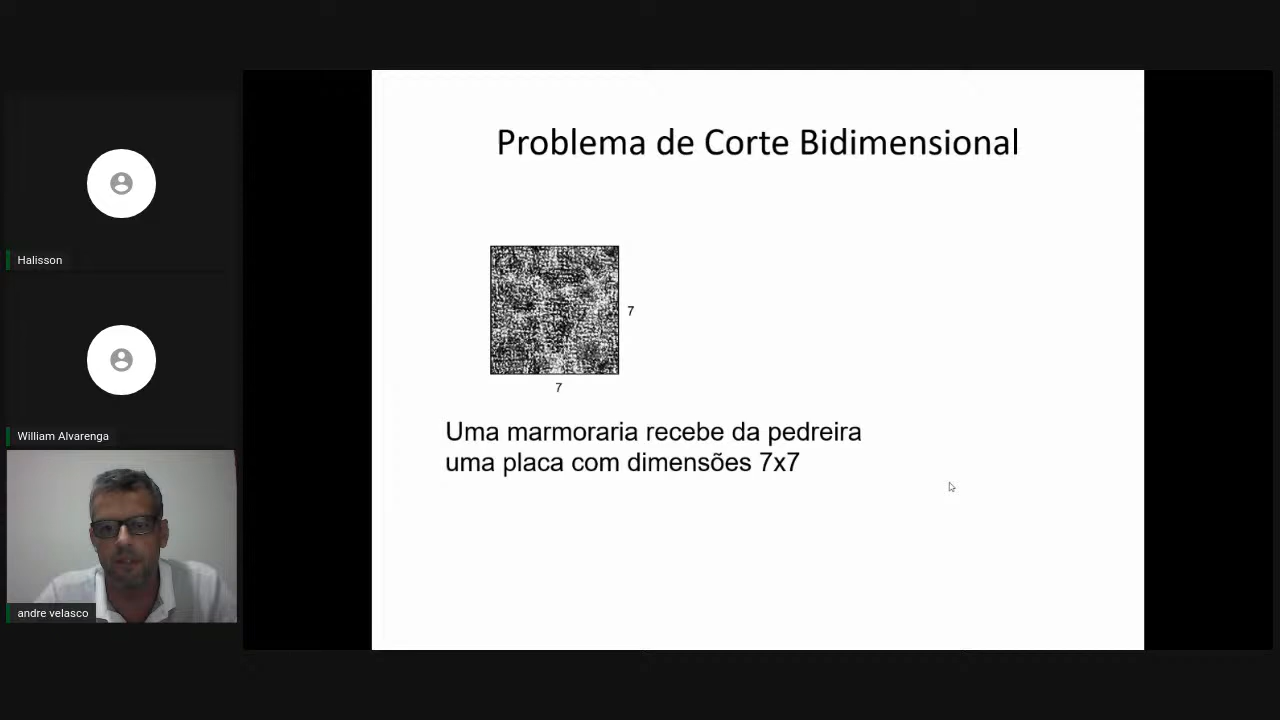 Problema de Corte Bidimensional
7
7
Uma marmoraria recebe da pedreira
uma placa com dimensões 7x7
Halisson
William Alvarenga
andre velasco